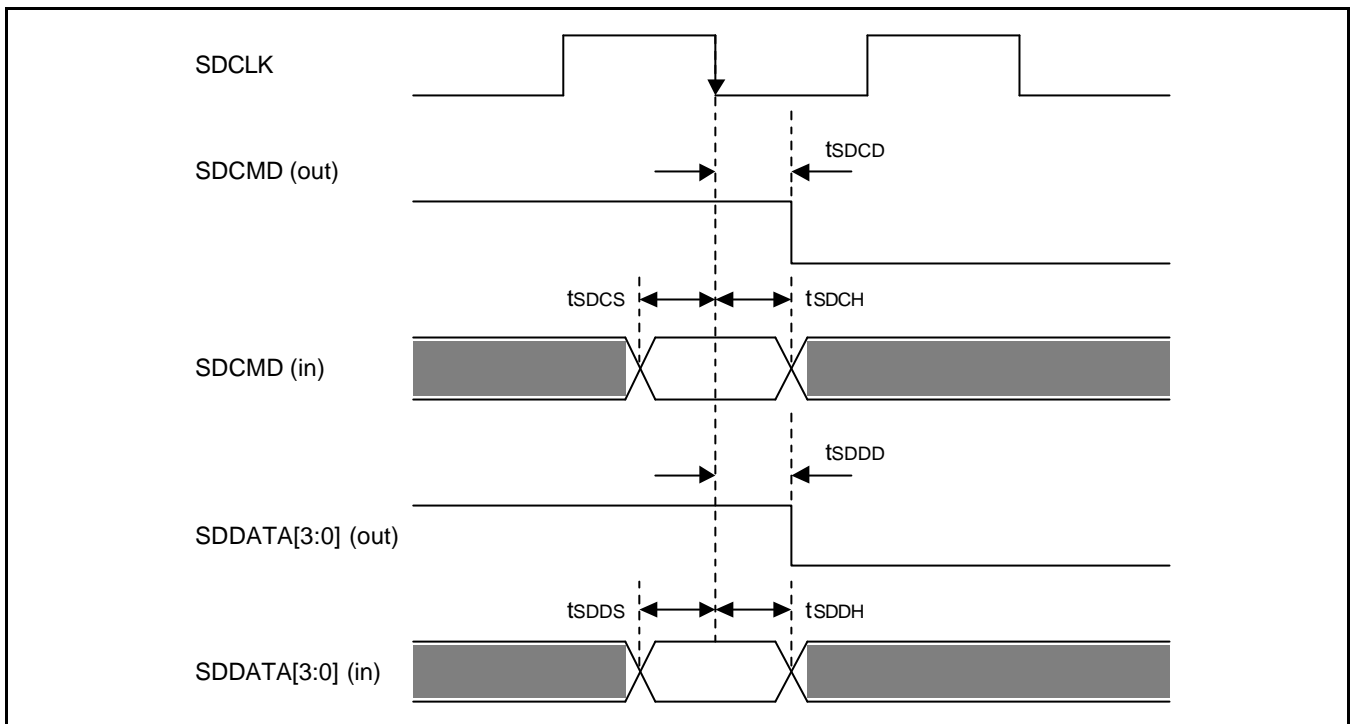 SDCLK
tSDCD
SDCMD (out)
tSDCS
tSDCH
SDCMD (in)
tSDDD
SDDATA[3:0] (out)
tSDDS
tSDDH
SDDATA[3:0] (in)